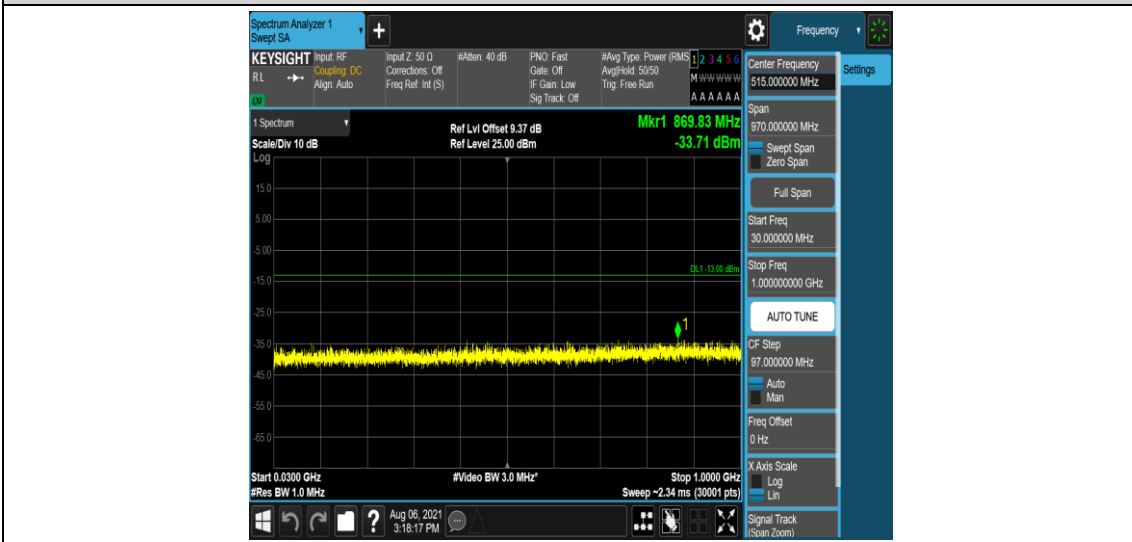 Spectrum Analyzer 1
Swept SA
+
Frequency
KEYSIGHT
RL
LXI
Input: RF
Coupling: DC
Align: Auto
Input Z: 50 Ω
Corrections: Off
Freq Ref: Int (S)
#Atten: 40 dB
PNO: Fast
Gate: Off
IF Gain: Low
Sig Track: Off
#Avg Type: Power (RMS
Avg|Hold: 50/50
Trig: Free Run
1 2 3 4 5 6
M W W W W W
A A A A A A
1 Spectrum
Scale/Div 10 dB
Log
Ref Lvl Offset 9.37 dB
Ref Level 25.00 dBm
Mkr1 869.83 MHz
-33.71 dBm
15.0
5.00
-5.00
DL1 -13.00 dBm
-15.0
-25.0
1
-35.0
-45.0
-55.0
-65.0
Start 0.0300 GHz
#Res BW 1.0 MHz
#Video BW 3.0 MHz*
Stop 1.0000 GHz
Sweep ~2.34 ms (30001 pts)
?
Aug 06, 2021
3:18:17 PM
Center Frequency
515.000000 MHz
Settings
Span
970.000000 MHz
Swept Span
Zero Span
Full Span
Start Freq
30.000000 MHz
Stop Freq
1.000000000 GHz
AUTO TUNE
CF Step
97.000000 MHz
Auto
Man
Freq Offset
0 Hz
X Axis Scale
Log
Lin
Signal Track
(Span Zoom)